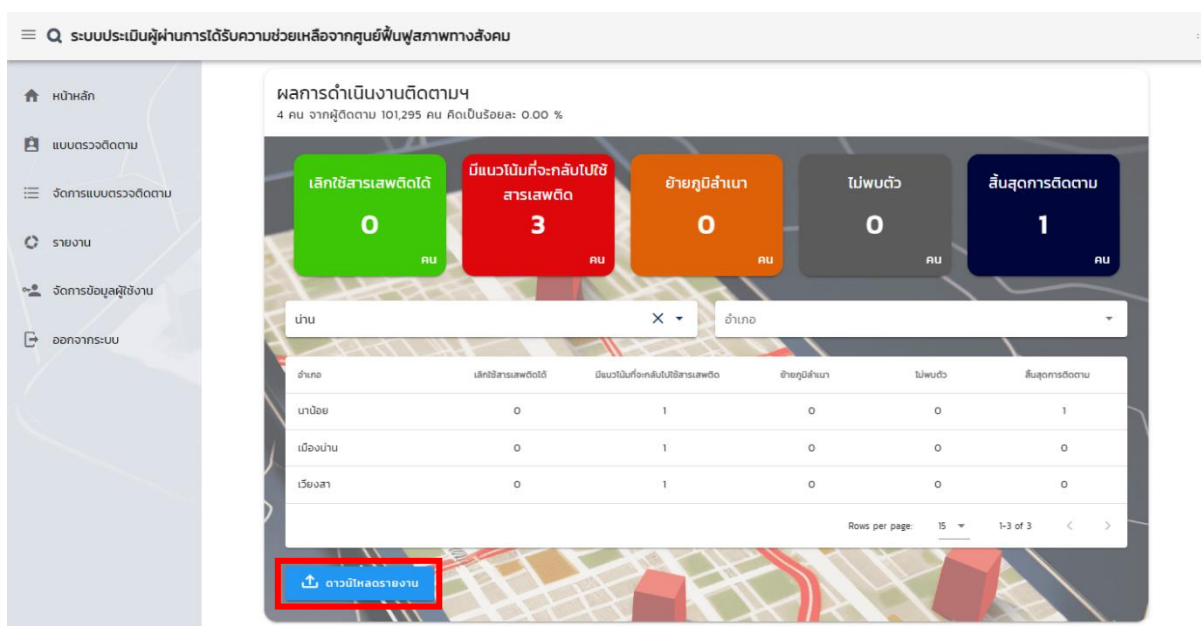 ระบบประเมินผู้ผ่านการได้รับความช่วยเหลือจากศูนย์ฟื้นฟูสภาพทางสังคม
หน้าหลัก
แบบตรวจติดตาม
จัดการแบบตรวจติดตาม
รายงาน
จัดการข้อมูลผู้ใช้งาน
ออกจากระบบ
ผลการดำเนินงานติดตามฯ
4 คน จากผู้ติดตาม 101,295 คน คิดเป็นร้อยละ 0.00 %
เลิกใช้สารเสพติดได้
0
คน
มีแนวโน้มที่จะกลับไปใช้
สารเสพติด
3
คน
ย้ายภูมิลำเนา
0
คน
ไม่พบตัว
0
คน
สิ้นสุดการติดตาม
1
คน
น่าน อำเภอ
อำเภอ เลิกใช้สารเสพติดได้ มีแนวโน้มที่จะกลับไปใช้สารเสพติด ย้ายภูมิลำเนา ไม่พบตัว สิ้นสุดการติดตาม
นาน้อย 0 1 0 0 1
เมืองน่าน 0 1 0 0 0
เวียงสา 0 1 0 0 0
Rows per page: 15 1-3 of 3
ดาวน์โหลดรายงาน